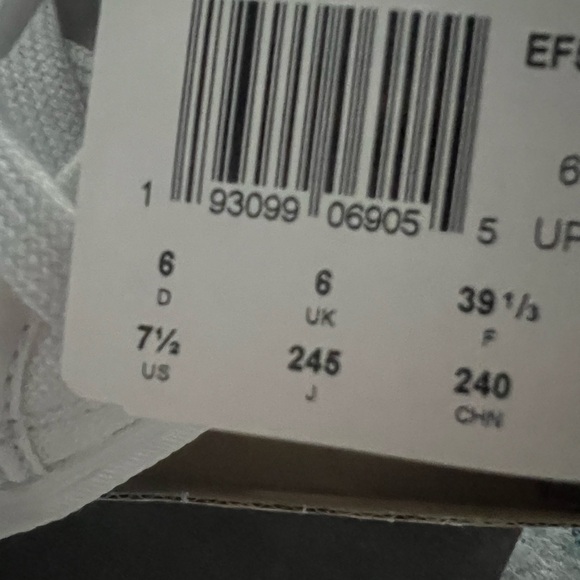 EF
6
1 93099 06905 5 UP
6 6 39 1/3
D UK F
7½ 245 240
US J CHN